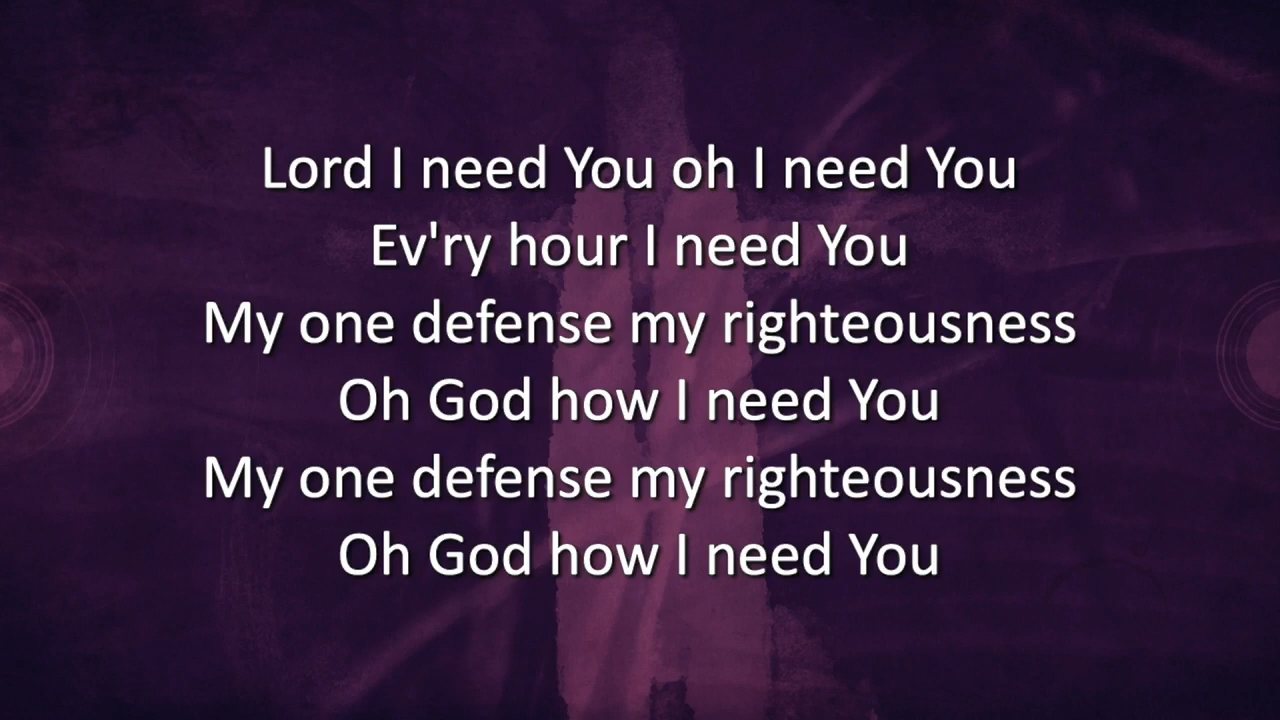 Lord I need You oh I need You
Ev'ry hour I need You
My one defense my righteousness
Oh God how I need You
My one defense my righteousness
Oh God how I need You